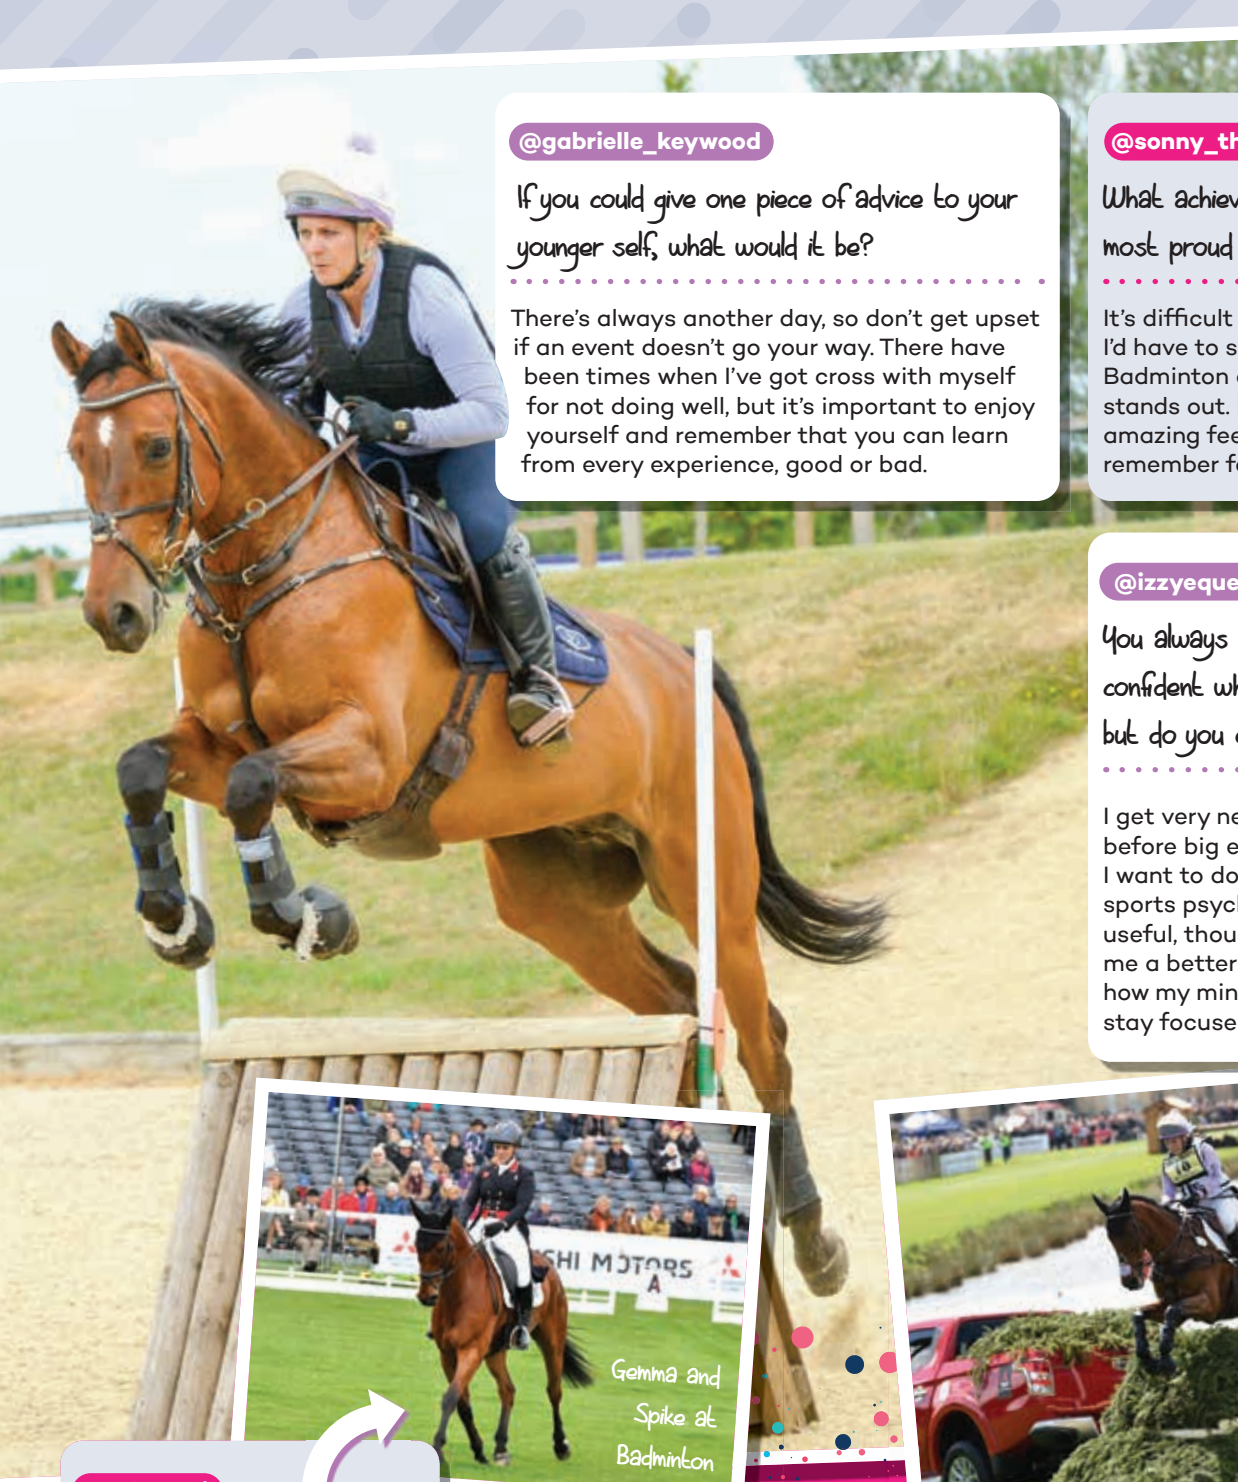 @gabrielle_keywood
If you could give one piece of advice to your
younger self, what would it be?
There's always another day, so don't get upset
if an event doesn't go your way. There have
been times when I've got cross with myself
for not doing well, but it's important to enjoy
yourself and remember that you can learn
from every experience, good or bad.
@sonny_th
What achiev
most proud
It's difficult
I'd have to s
Badminton
stands out.
amazing fee
remember fo
@izzyeque
You always
confident wh
but do you
I get very ne
before big e
I want to do
sports psych
useful, thou
me a better
how my min
stay focuse
SHI MOTORS
A
Gemma and
Spike at
Badminton